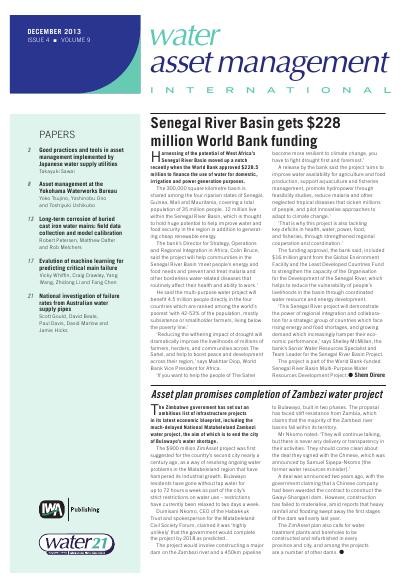 DECEMBER 2013
ISSUE 4 ■ VOLUME 9
water
asset management
INTERNATIONAL
PAPERS
2 Good practices and tools in asset
management implemented by
Japanese water supply utilities
Takayuki Sawai
8 Asset management at the
Yokohama Waterworks Bureau
Yoko Tsujino, Yoshinobu Ono
and Toshiyuki Uchikubo
13 Long-term corrosion of buried
cast iron water mains: field data
collection and model calibration
Robert Petersen, Matthew Dafter
and Rob Melchers
17 Evolution of machine learning for
predicting critical main failure
Vicky Whiffin, Craig Crawley, Yang
Wang, Zhidong Li and Fang Chen
21 National investigation of failure
rates from Australian water
supply pipes
Scott Gould, David Beale,
Paul Davis, David Marlow and
James Hicks
IWA Publishing
water21
Senegal River Basin gets $228
million World Bank funding
Harnessing of the potential of West Africa's
Senegal River Basin moved up a notch
recently when the World Bank approved $228.5
million to finance the use of water for domestic,
irrigation and power generation purposes.
The 300,000 square kilometre basin is
shared among the four riparian states of Senegal,
Guinea, Mali and Mauritania, covering a total
population of 35 million people. 12 million live
within the Senegal River Basin, which is thought
to hold huge potential to help improve water and
food security in the region in addition to generat-
ing cheap renewable energy.
The bank's Director for Strategy, Operations
and Regional Integration in Africa, Colin Bruce,
said the project will help communities in the
Senegal River Basin 'meet people's energy and
food needs and prevent and treat malaria and
other borderless water-related diseases that
routinely affect their health and ability to work.'
He said the multi-purpose water project will
benefit 4.5 million people directly in the four
countries which are ranked among the world's
poorest 'with 42-53% of the population, mostly
subsistence or smallholder farmers, living below
the poverty line.'
'Reducing the withering impact of drought will
dramatically improve the livelihoods of millions of
farmers, herders, and communities across The
Sahel, and help to boost peace and development
across their region,' says Makhtar Diop, World
Bank Vice President for Africa.
'If you want to help the people of The Sahel
become more resilient to climate change, you
have to fight drought first and foremost.'
A release by the bank said the project 'aims to
improve water availability for agriculture and food
production, support aquaculture and fisheries
management, promote hydropower through
feasibility studies, reduce malaria and other
neglected tropical diseases that sicken millions
of people, and pilot innovative approaches to
adapt to climate change.'
'That is why this project is also tackling
key deficits in health, water, power, food,
and fisheries, through strengthened regional
cooperation and coordination.'
The funding approval, the bank said, included
$16 million grant from the Global Environment
Facility and the Least Developed Countries Fund
to strengthen the capacity of the Organisation
for the Development of the Senegal River, which
helps to reduce the vulnerability of people's
livelihoods in the basin through coordinated
water resource and energy development.
'This Senegal River project will demonstrate
the power of regional integration and collabora-
tion for a strategic group of countries which face
rising energy and food shortages, and growing
demand which increasingly hamper their eco-
nomic performance,' says Shelley McMillan, the
bank's Senior Water Resources Specialist and
Team Leader for the Senegal River Basin Project.
The project is part of the World Bank-funded
Senegal River Basin Multi-Purpose Water
Resources Development Project. ● Shem Oirere
Asset plan promises completion of Zambezi water project
The Zimbabwe government has set out an
ambitious list of infrastructure projects
in its latest economic blueprint, including the
much-delayed National Matabeleland Zambezi
water project, the aim of which is to end the city
of Bulawayo's water shortage.
The $900 million ZimAsset project was first
suggested for the country's second city nearly a
century ago, as a way of resolving ongoing water
problems in the Matabeleland region that have
hampered its industrial growth. Bulawayo
residents have gone without tap water for
up to 72 hours a week as part of the city's
strict restrictions on water use – restrictions
have currently been relaxed to two days a week.
Dumisani Nkomo, CEO of the Habakkuk
Trust and spokesperson for the Matabeleland
Civil Society Forum, claimed it was 'highly
unlikely' that the government would complete
the project by 2018 as predicted.
The project would involve constructing a major
dam on the Zambezi river and a 450km pipeline
to Bulawayo, built in two phases. The proposal
has faced stiff resistance from Zambia, which
claims that the majority of the Zambezi river
basins fall within its territory.
Mr Nkomo noted: 'They will continue talking,
but there is never any delivery or transparency in
their activities. They should come clean about
the deal they signed with the Chinese, which was
announced by Samuel Sipepa-Nkomo [the
former water resources minister].'
A deal was announced two years ago, with the
government claiming that a Chinese company
had been awarded the contract to construct the
Gwayi-Shangani dam. However, construction
has failed to materialise, amid reports that heavy
rainfall and flooding swept away the first stages
of the dam wall early last year.
The ZimAsset plan also calls for water
treatment plants and boreholes to be
constructed and refurbished in every
province and city, and among the projects
are a number of other dams. ●